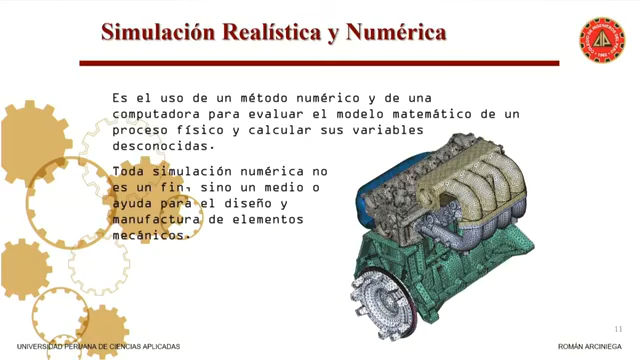 Simulación Realística y Numérica
Es el uso de un método numérico y de una
computadora para evaluar el modelo matemático de un
proceso físico y calcular sus variables
desconocidas.
Toda simulación numérica no
es un fin, sino un medio o
ayuda para el diseño y
manufactura de elementos
mecánicos.
11
UNIVERSIDAD PERUANA DE CIENCIAS APLICADAS
ROMÁN ARCINIEGA